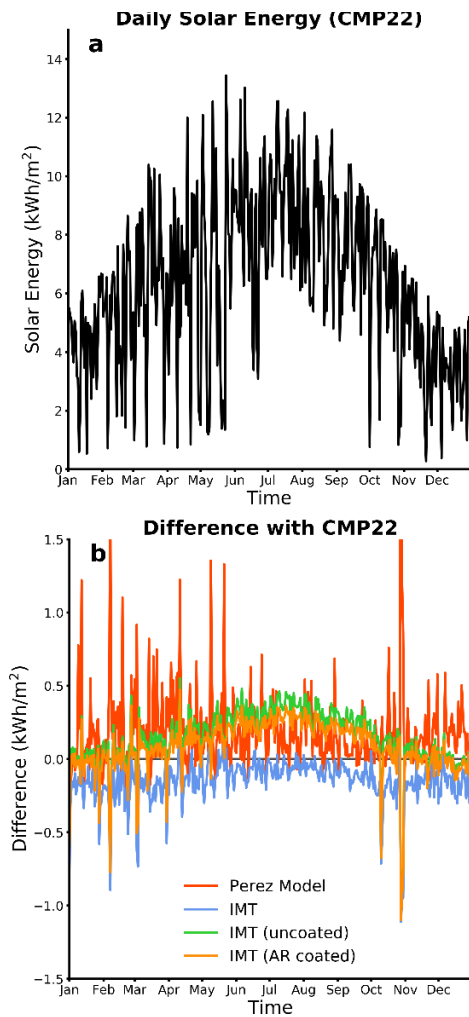 Daily Solar Energy (CMP22)
a
14
12
10
8
6
4
2
0
Solar Energy (kWh/m²)
Jan Feb Mar Apr May Jun Jul Aug Sep Oct Nov Dec
Time
Difference with CMP22
b
1.5
1.0
0.5
0.0
−0.5
−1.0
−1.5
Difference (kWh/m²)
Perez Model
IMT
IMT (uncoated)
IMT (AR coated)
Jan Feb Mar Apr May Jun Jul Aug Sep Oct Nov Dec
Time